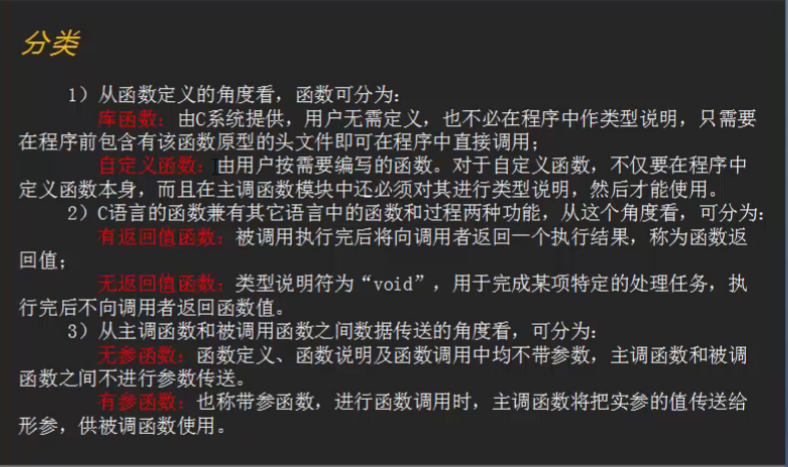 分类
1）从函数定义的角度看，函数可分为：
库函数：由C系统提供，用户无需定义，也不必在程序中作类型说明，只需要
在程序前包含有该函数原型的头文件即可在程序中直接调用；
自定义函数：由用户按需要编写的函数。对于自定义函数，不仅要在程序中
定义函数本身，而且在主调函数模块中还必须对其进行类型说明，然后才能使用。
2）C语言的函数兼有其它语言中的函数和过程两种功能，从这个角度看，可分为：
有返回值函数：被调用执行完后将向调用者返回一个执行结果，称为函数返
回值；
无返回值函数：类型说明符为“void”，用于完成某项特定的处理任务，执
行完后不向调用者返回函数值。
3）从主调函数和被调用函数之间数据传送的角度看，可分为：
无参函数：函数定义、函数说明及函数调用中均不带参数，主调函数和被调
函数之间不进行参数传送。
有参函数：也称带参函数，进行函数调用时，主调函数将把实参的值传送给
形参，供被调函数使用。